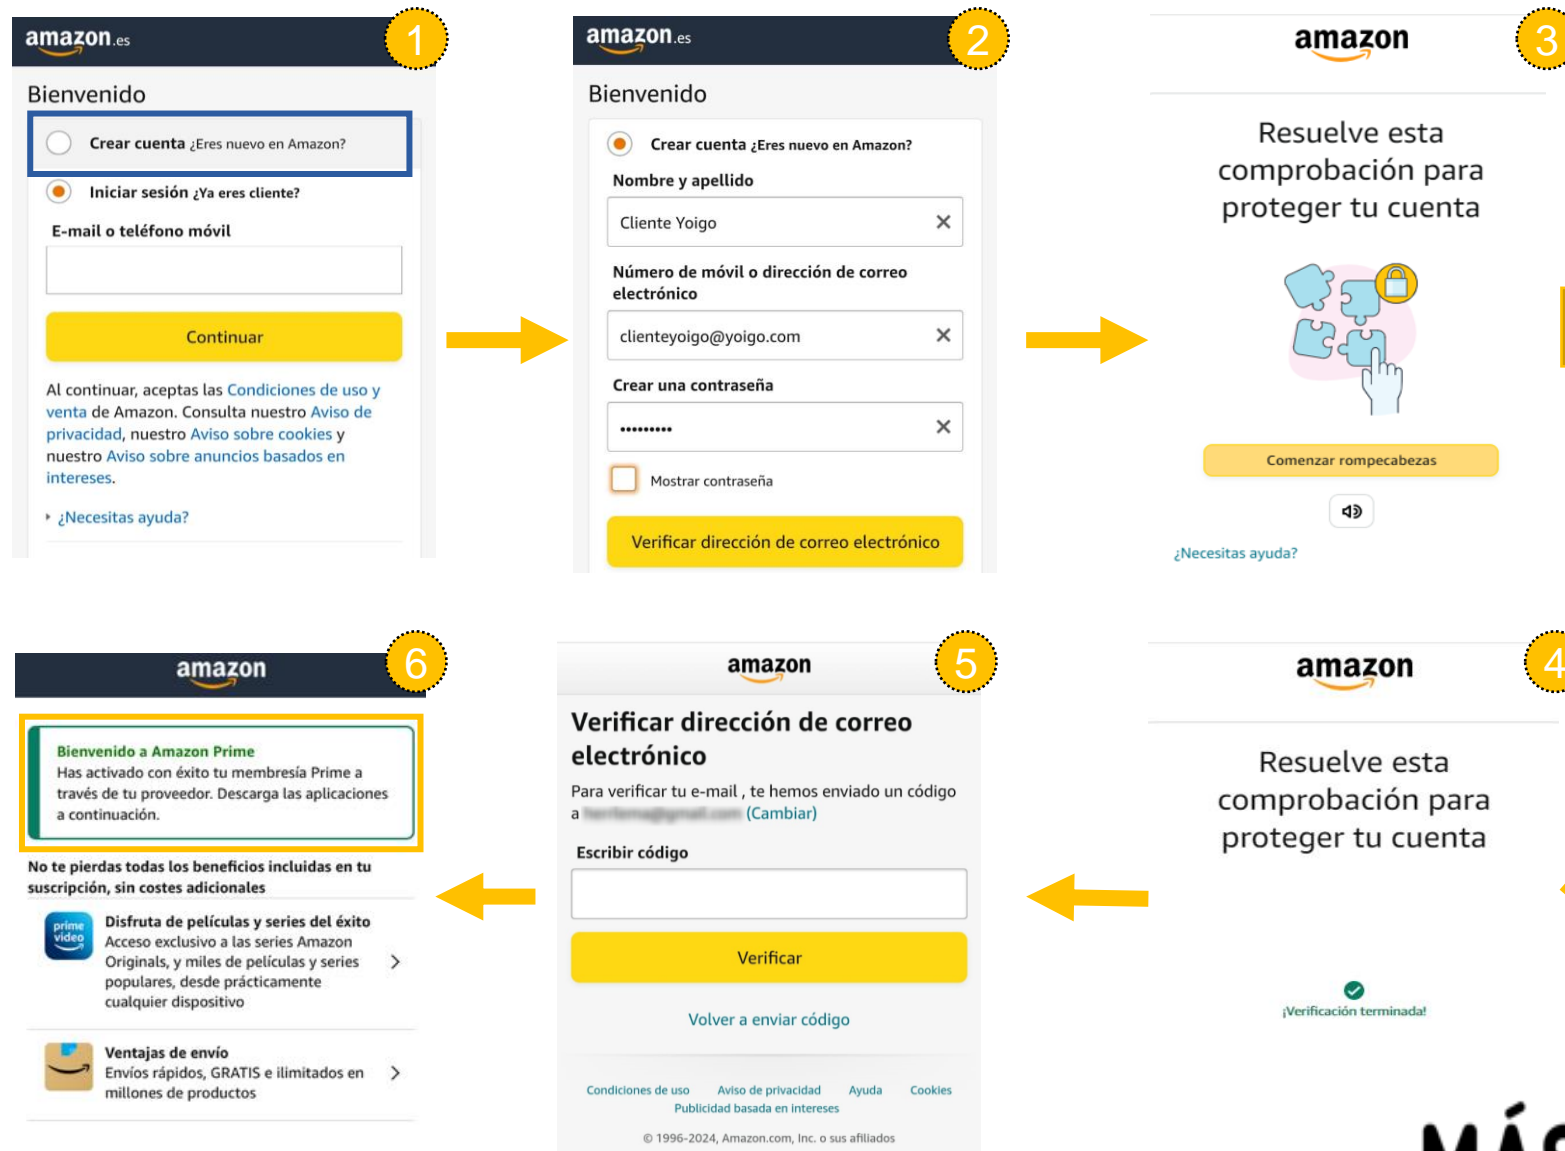 amazon.es
1
Bienvenido
Crear cuenta ¿Eres nuevo en Amazon?
Iniciar sesión ¿Ya eres cliente?
E-mail o teléfono móvil
Continuar
Al continuar, aceptas las Condiciones de uso y
venta de Amazon. Consulta nuestro Aviso de
privacidad, nuestro Aviso sobre cookies y
nuestro Aviso sobre anuncios basados en
intereses.
¿Necesitas ayuda?
amazon.es
2
Bienvenido
Crear cuenta ¿Eres nuevo en Amazon?
Nombre y apellido
Cliente Yoigo
Número de móvil o dirección de correo
electrónico
clienteyoigo@yoigo.com
Crear una contraseña
•••••••••
Mostrar contraseña
Verificar dirección de correo electrónico
amazon
3
Resuelve esta
comprobación para
proteger tu cuenta
Comenzar rompecabezas
¿Necesitas ayuda?
amazon
4
Resuelve esta
comprobación para
proteger tu cuenta
¡Verificación terminada!
amazon
5
Verificar dirección de correo
electrónico
Para verificar tu e-mail , te hemos enviado un código
a (Cambiar)
Escribir código
Verificar
Volver a enviar código
Condiciones de uso Aviso de privacidad Ayuda Cookies
Publicidad basada en intereses
© 1996-2024, Amazon.com, Inc. o sus afiliados
amazon
6
Bienvenido a Amazon Prime
Has activado con éxito tu membresía Prime a
través de tu proveedor. Descarga las aplicaciones
a continuación.
No te pierdas todas los beneficios incluidas en tu
suscripción, sin costes adicionales
prime
video
Disfruta de películas y series del éxito
Acceso exclusivo a las series Amazon
Originals, y miles de películas y series
populares, desde prácticamente
cualquier dispositivo
Ventajas de envío
Envíos rápidos, GRATIS e ilimitados en
millones de productos